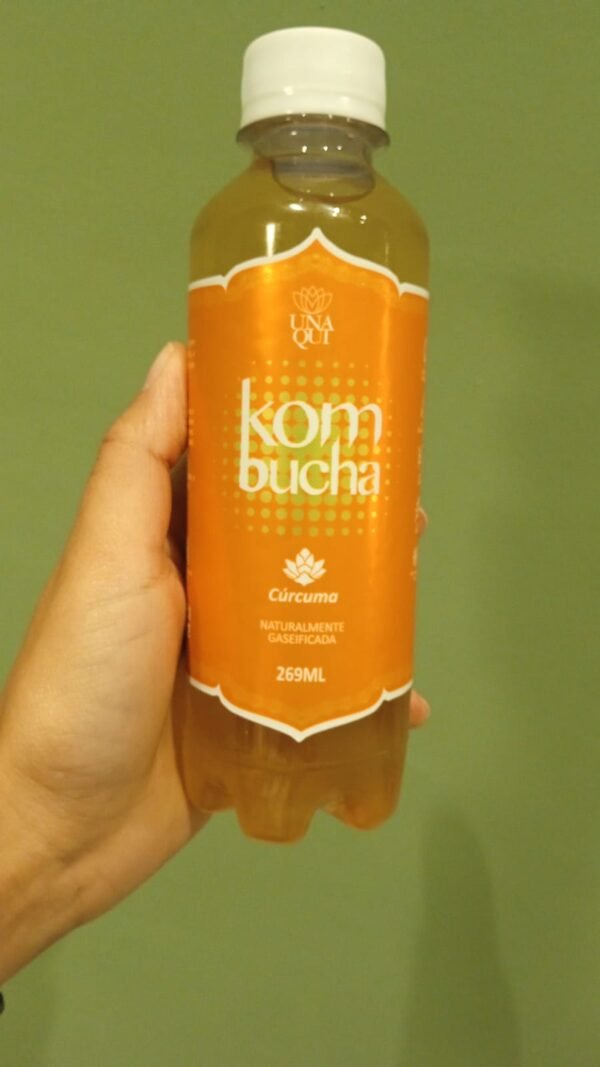 UNA
QUI
kom
bucha
Cúrcuma
NATURALMENTE
GASEIFICADA
269ML